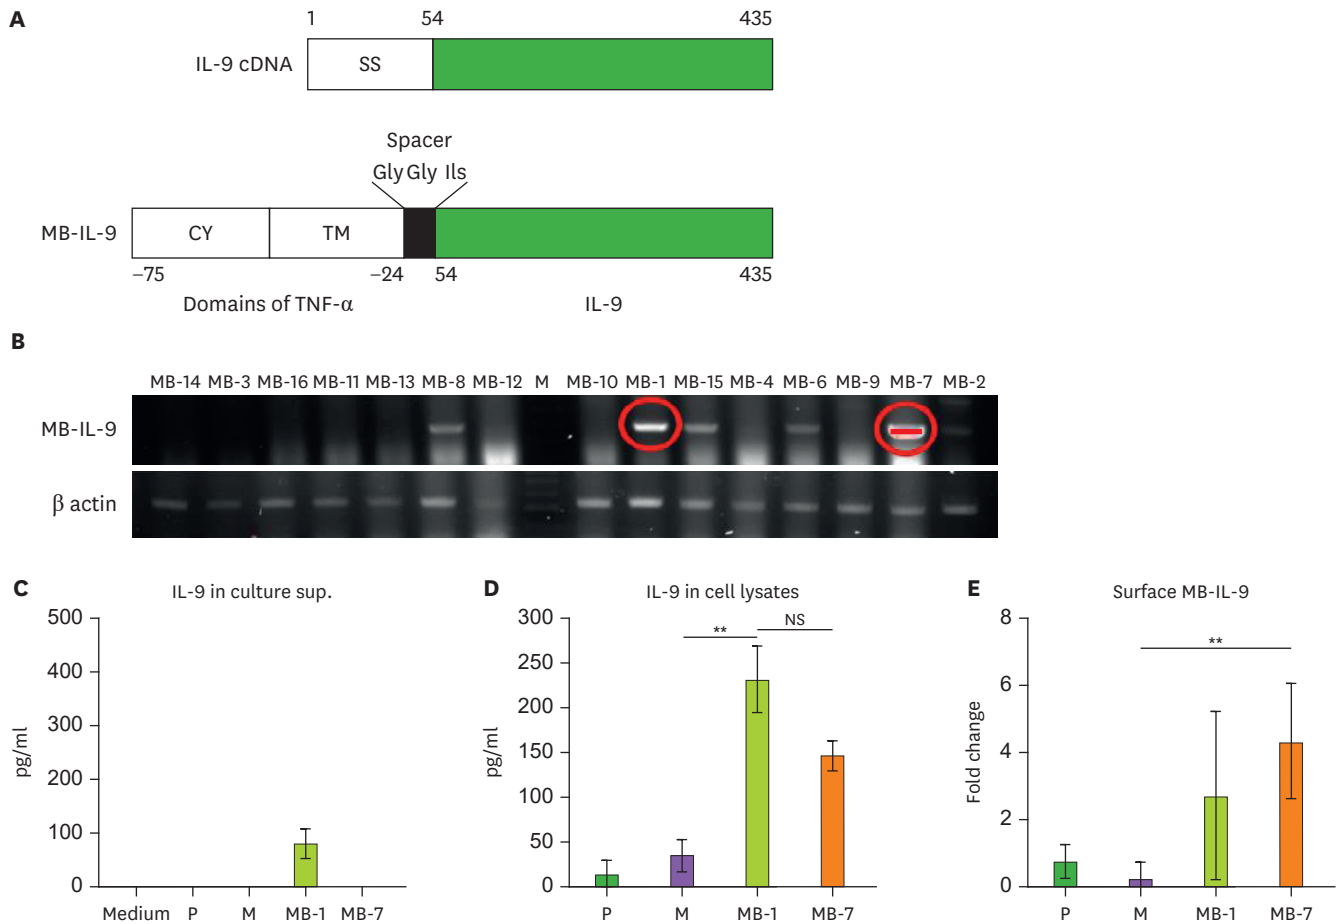 A
1 54 435
IL-9 cDNA SS
Spacer
Gly Gly Ils
MB-IL-9 CY TM
−75 −24 54 435
Domains of TNF-α IL-9
B
MB-14 MB-3 MB-16 MB-11 MB-13 MB-8 MB-12 M MB-10 MB-1 MB-15 MB-4 MB-6 MB-9 MB-7 MB-2
MB-IL-9
β actin
C
IL-9 in culture sup.
500
400
300
200
100
0
pg/ml
Medium P M MB-1 MB-7
D
IL-9 in cell lysates
300
250
200
150
100
50
0
pg/ml
** NS
P M MB-1 MB-7
E
Surface MB-IL-9
8
6
4
2
0
Fold change
**
P M MB-1 MB-7